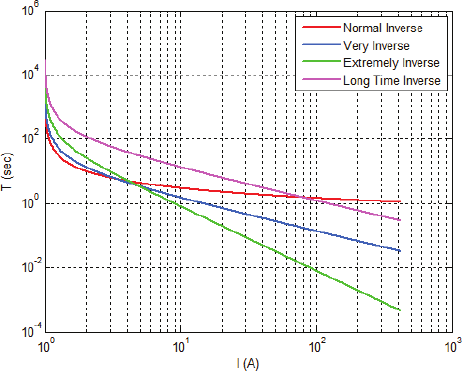 10^6
10^4
10^2
10^0
10^-2
10^-4
T (sec)
Normal Inverse
Very Inverse
Extremely Inverse
Long Time Inverse
10^0
10^1
10^2
10^3
I (A)